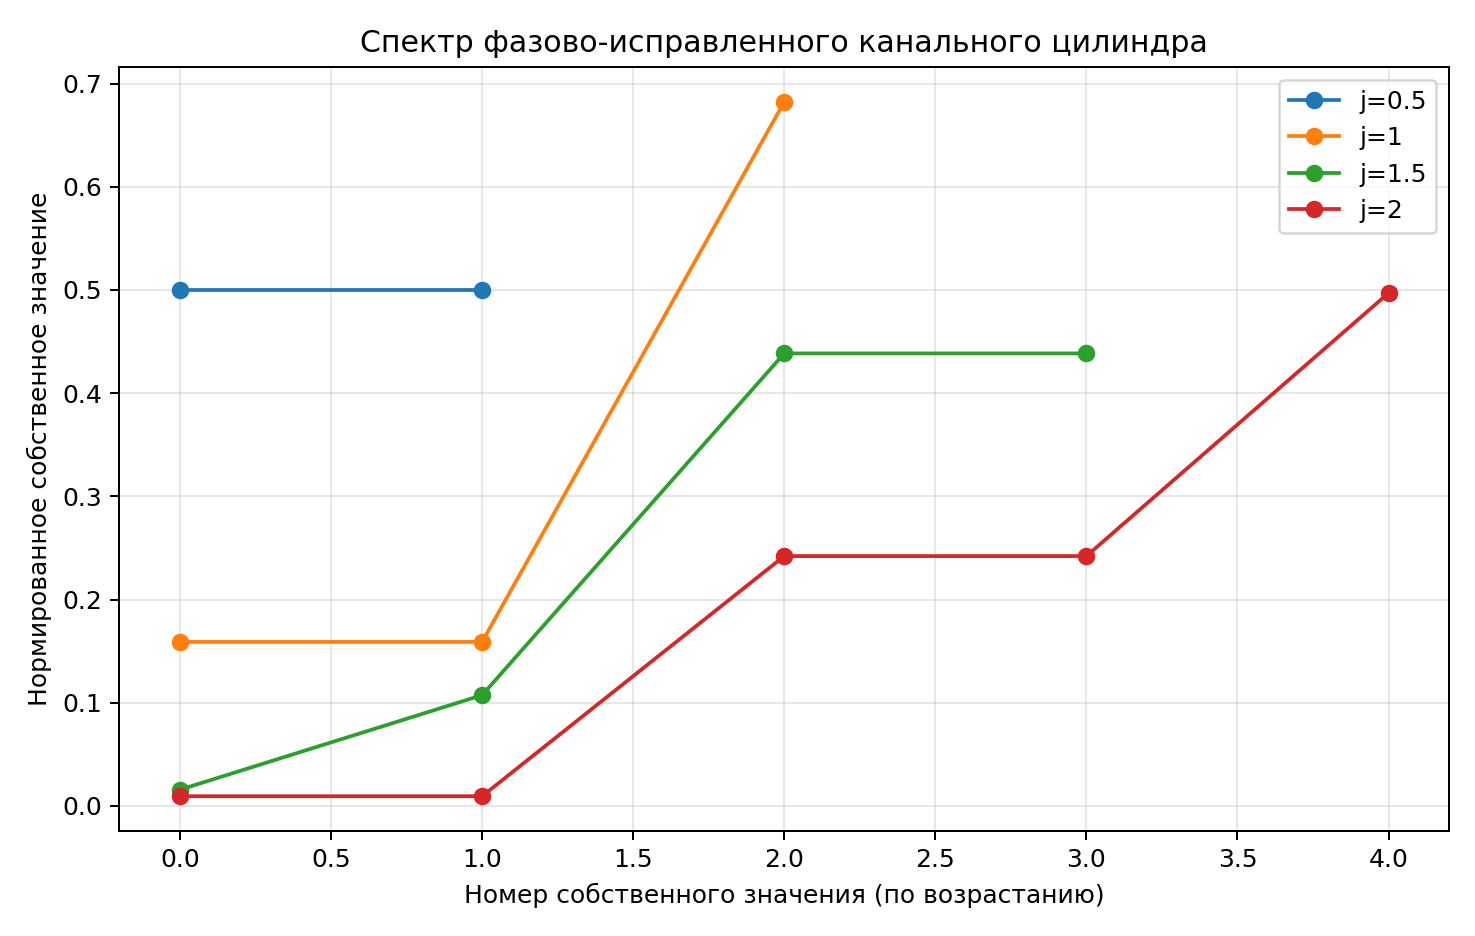 Спектр фазово-исправленного канального цилиндра
Нормированное собственное значение
0.7
0.6
0.5
0.4
0.3
0.2
0.1
0.0
j=0.5
j=1
j=1.5
j=2
0.0 0.5 1.0 1.5 2.0 2.5 3.0 3.5 4.0
Номер собственного значения (по возрастанию)